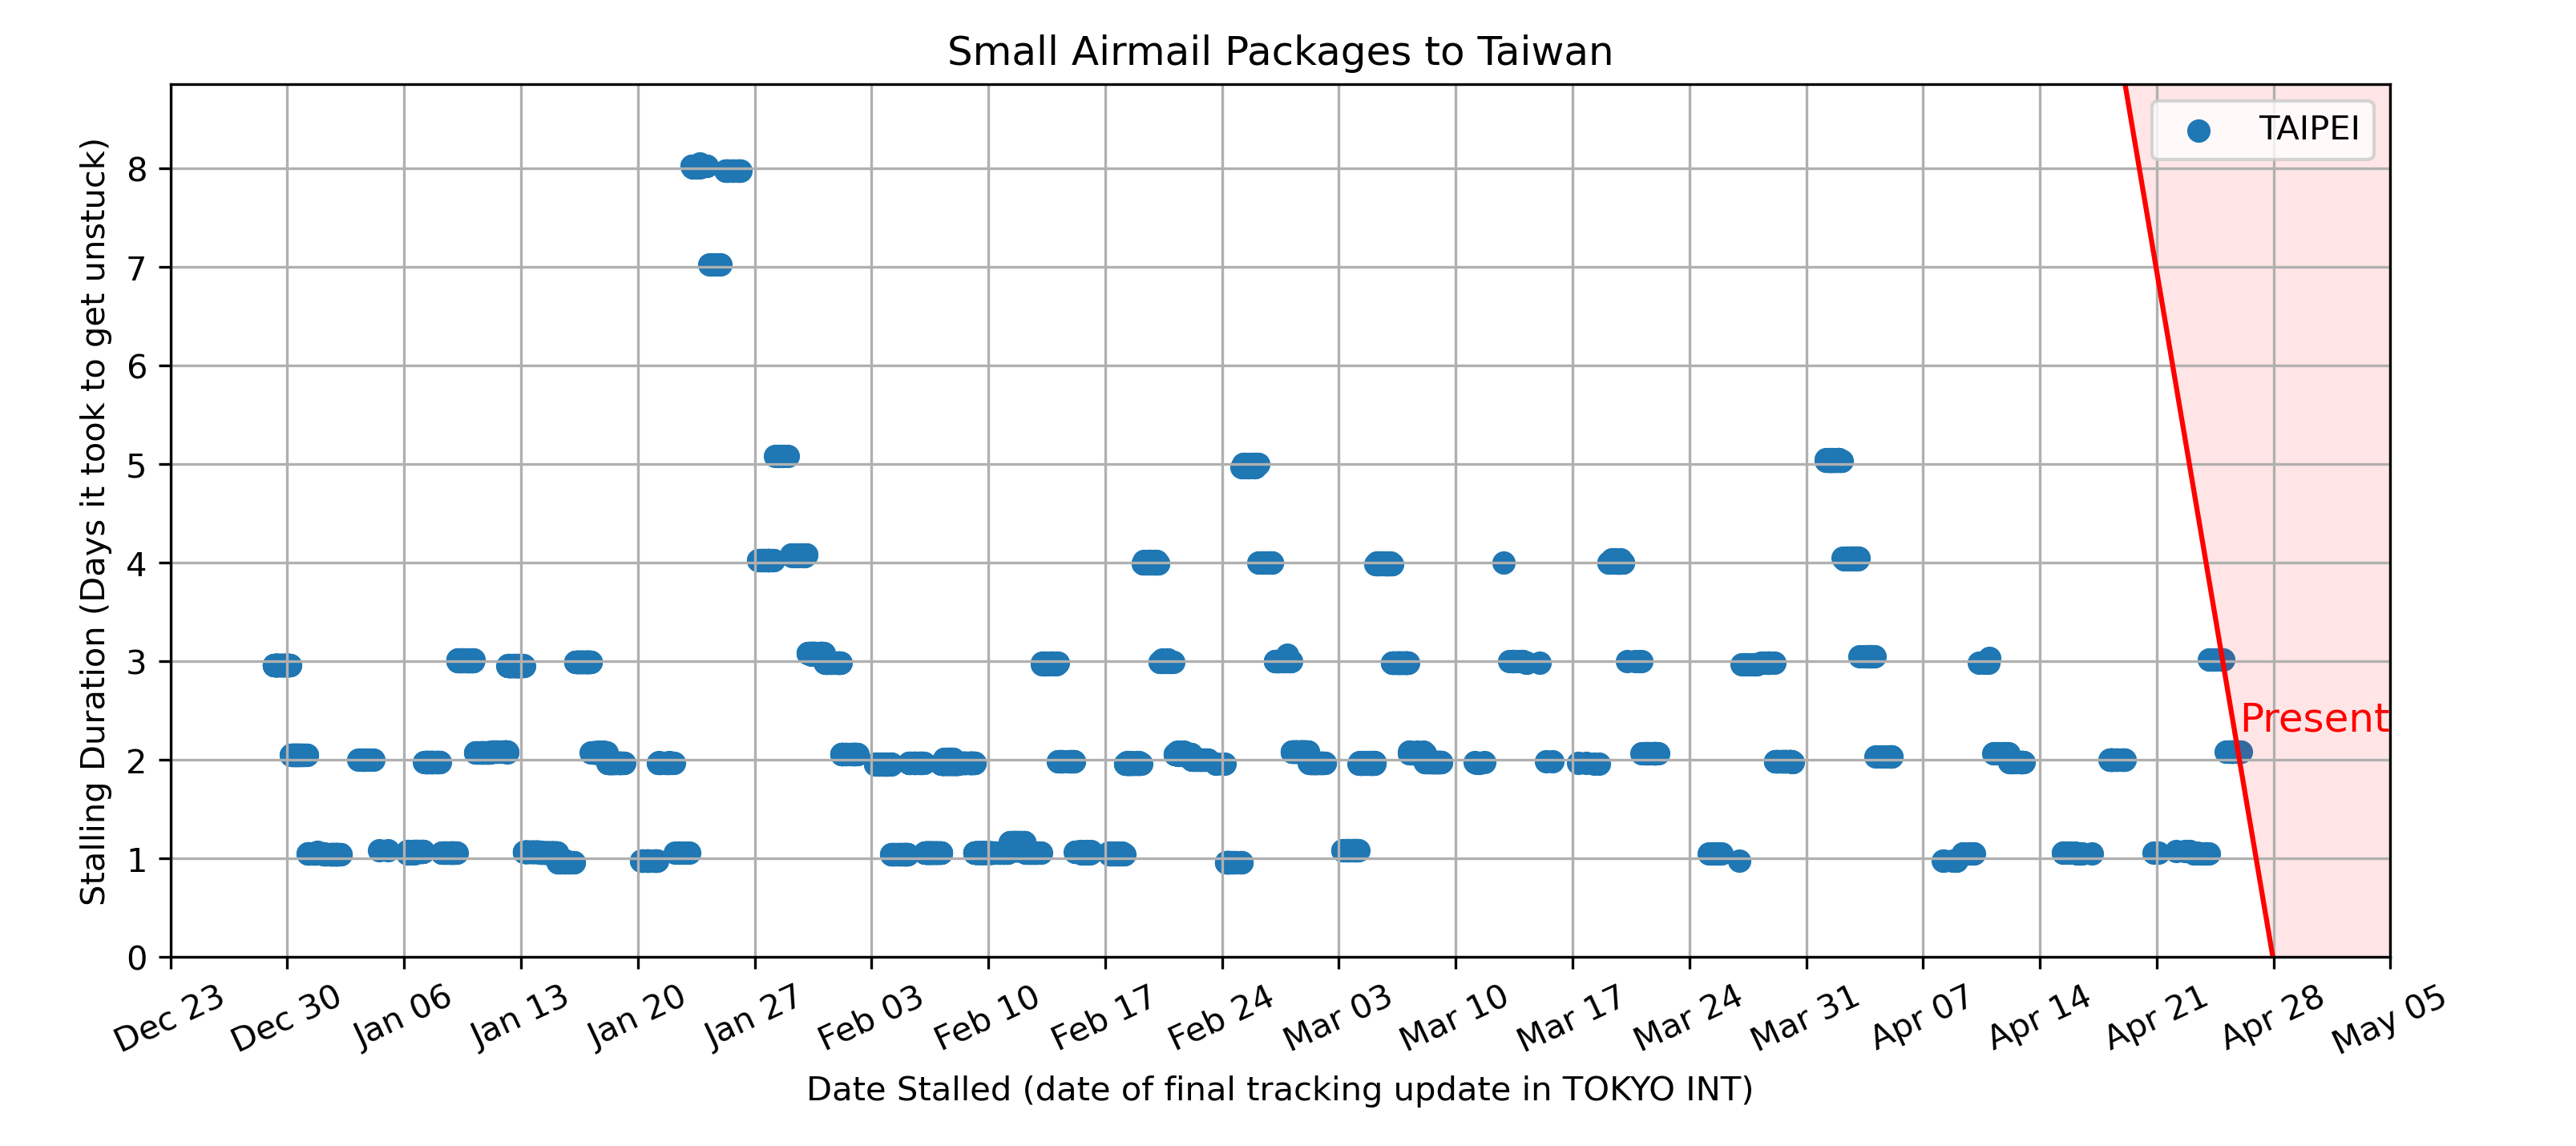 Small Airmail Packages to Taiwan
TAIPEI
Stalling Duration (Days it took to get unstuck)
8
7
6
5
4
3
2
1
0
Present
Dec 23
Dec 30
Jan 06
Jan 13
Jan 20
Jan 27
Feb 03
Feb 10
Feb 17
Feb 24
Mar 03
Mar 10
Mar 17
Mar 24
Mar 31
Apr 07
Apr 14
Apr 21
Apr 28
May 05
Date Stalled (date of final tracking update in TOKYO INT)